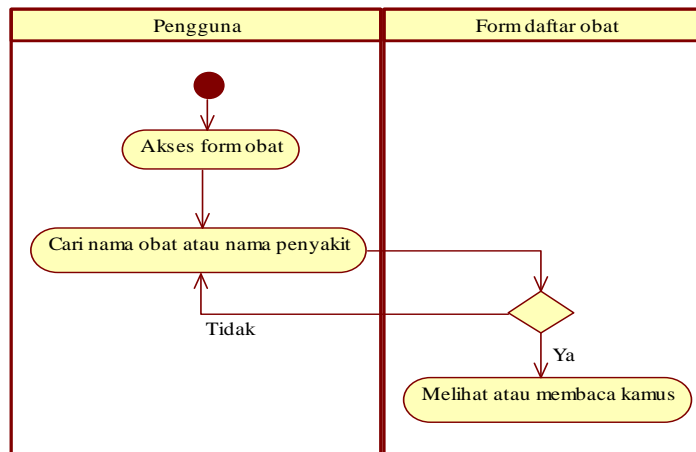 Pengguna
Form daftar obat
Akses form obat
Cari nama obat atau nama penyakit
Tidak
Ya
Melihat atau membaca kamus